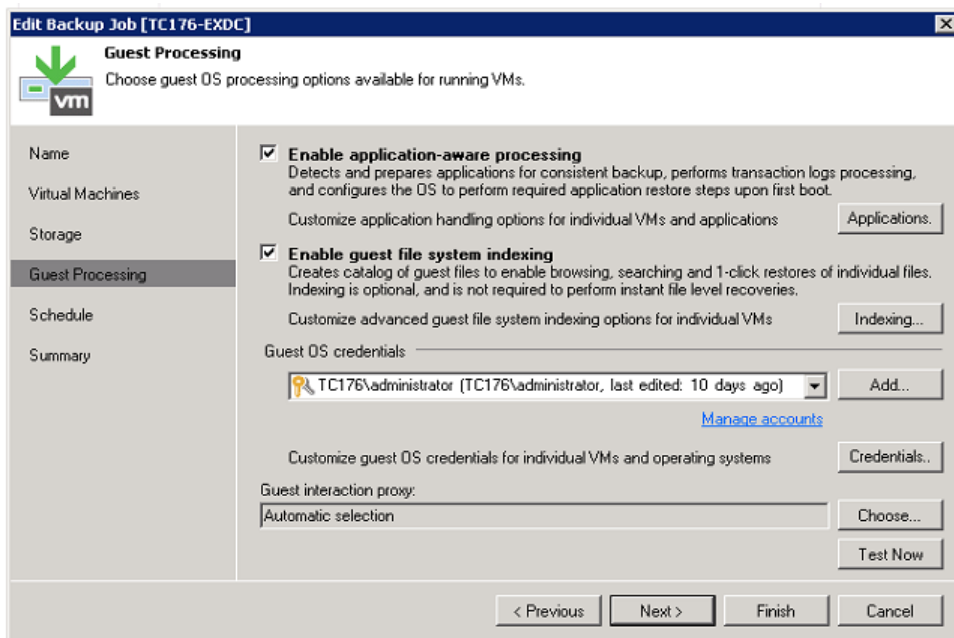 Edit Backup Job [TC176-EXDC]
Guest Processing
Choose guest OS processing options available for running VMs.
vm
Name
Virtual Machines
Storage
Guest Processing
Schedule
Summary
Enable application-aware processing
Detects and prepares applications for consistent backup, performs transaction logs processing,
and configures the OS to perform required application restore steps upon first boot.
Customize application handling options for individual VMs and applications
Applications.
Enable guest file system indexing
Creates catalog of guest files to enable browsing, searching and 1-click restores of individual files.
Indexing is optional, and is not required to perform instant file level recoveries.
Customize advanced guest file system indexing options for individual VMs
Indexing...
Guest OS credentials
TC176\administrator (TC176\administrator, last edited: 10 days ago)
Add...
Manage accounts
Customize guest OS credentials for individual VMs and operating systems
Credentials..
Guest interaction proxy:
Automatic selection
Choose...
Test Now
< Previous
Next >
Finish
Cancel